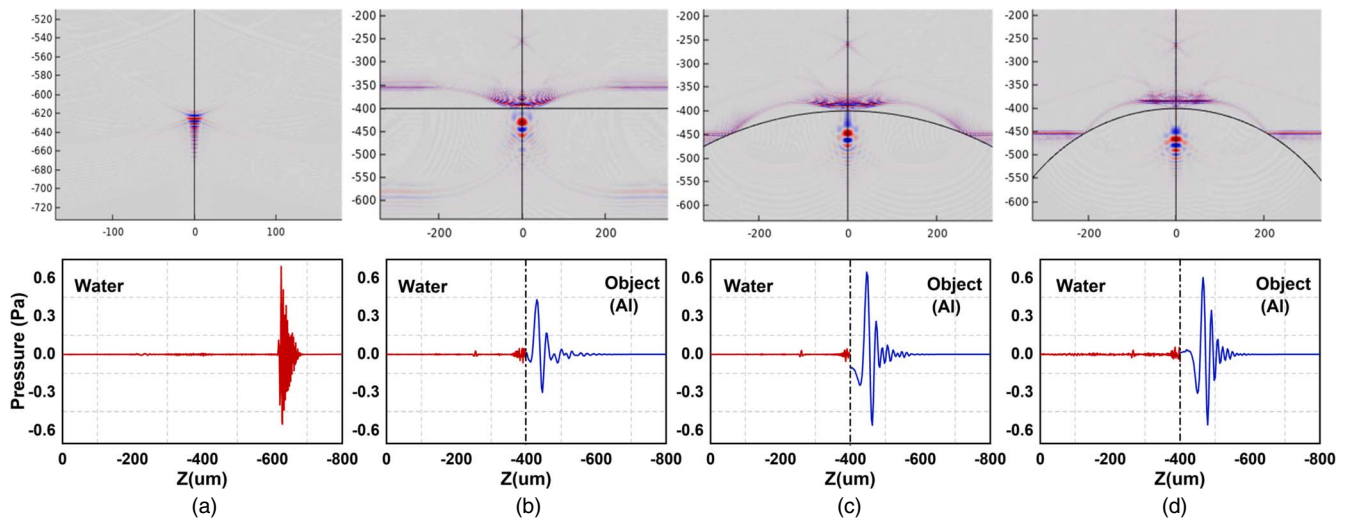 -510
-520
-540
-560
-580
-600
-620
-640
-660
-680
-700
-720
-100 0 100
-200
-250
-300
-350
-400
-450
-500
-550
-600
-200 0 200
-200
-250
-300
-350
-400
-450
-500
-550
-600
-200 0 200
-200
-250
-300
-350
-400
-450
-500
-550
-600
-200 0 200
Pressure (Pa)
0.6
0.3
0.0
-0.3
-0.6
Water
0 -200 -400 -600 -800
Z(um)
(a)
0.6
0.3
0.0
-0.3
-0.6
Water Object
(Al)
0 -200 -400 -600 -800
Z(um)
(b)
0.6
0.3
0.0
-0.3
-0.6
Water Object
(Al)
0 -200 -400 -600 -800
Z(um)
(c)
0.6
0.3
0.0
-0.3
-0.6
Water Object
(Al)
0 -200 -400 -600 -800
Z(um)
(d)